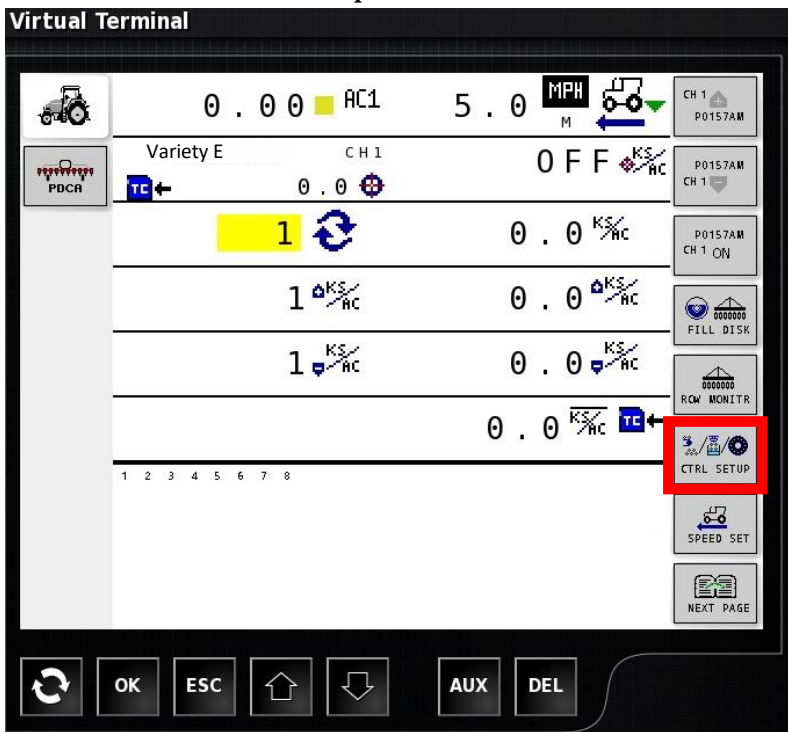 Virtual Terminal
0.00 AC1 5.0 MPH
M
CH 1
P0157AM
PDCA
Variety E CH1 OFF KS/AC
TC 0.0
P0157AM
CH 1
1 0.0 KS/AC
P0157AM
CH 1 ON
1 KS/AC 0.0 KS/AC
FILL DISK
1 KS/AC 0.0 KS/AC
ROW MONITR
0.0 KS/AC TC
CTRL SETUP
1 2 3 4 5 6 7 8
SPEED SET
NEXT PAGE
OK ESC AUX DEL